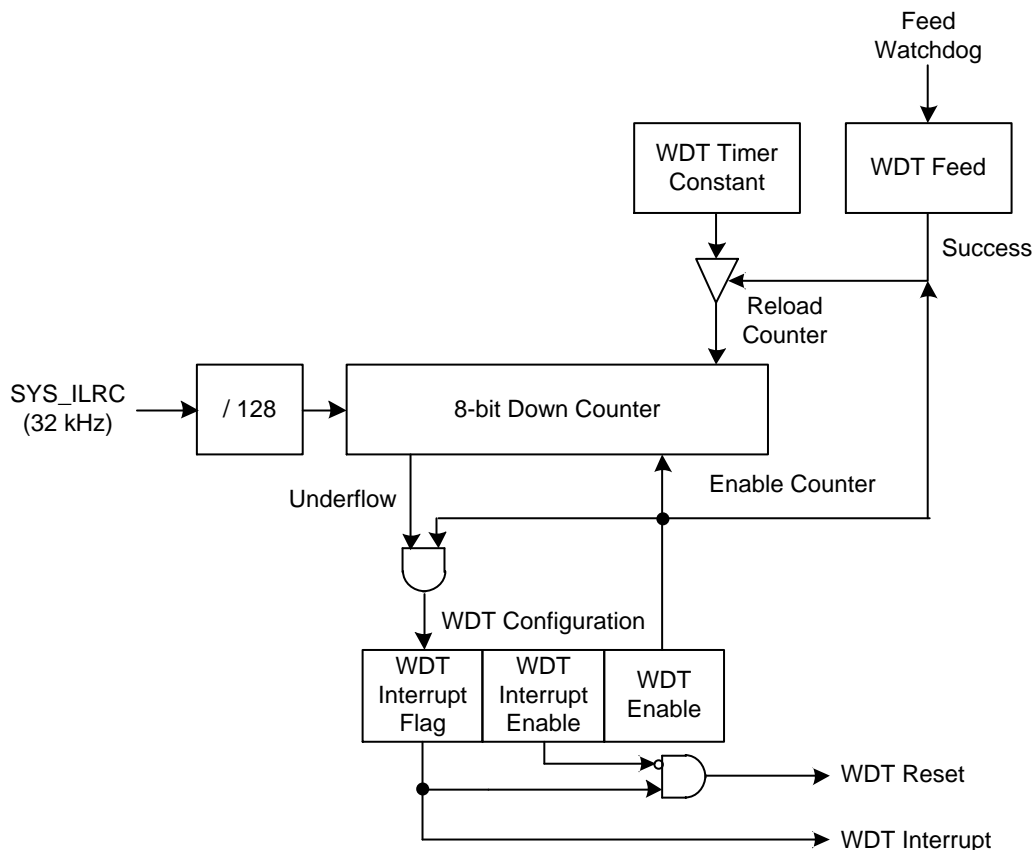 Feed
Watchdog
WDT Timer
Constant
WDT Feed
Success
Reload
Counter
SYS_ILRC
(32 kHz)
/ 128
8-bit Down Counter
Underflow
Enable Counter
WDT Configuration
WDT
Interrupt
Flag
WDT
Interrupt
Enable
WDT
Enable
WDT Reset
WDT Interrupt